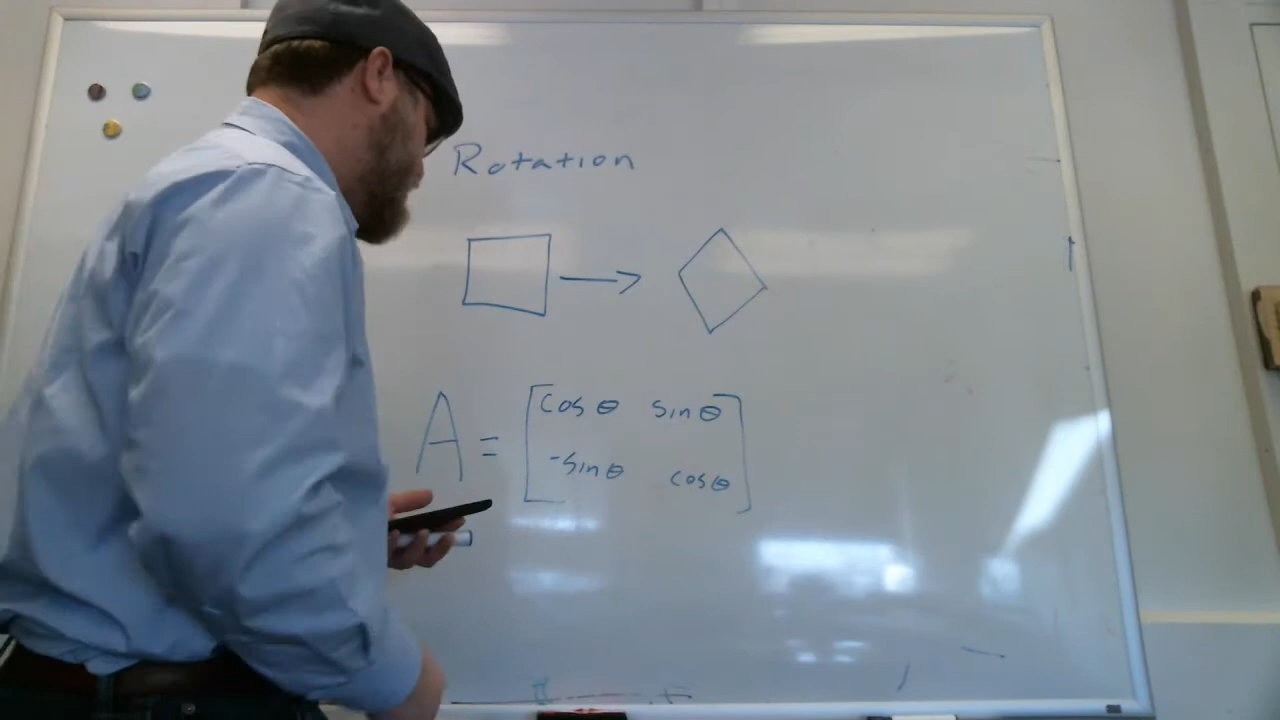 Rotation
A = [cos θ sin θ
-sin θ cos θ]